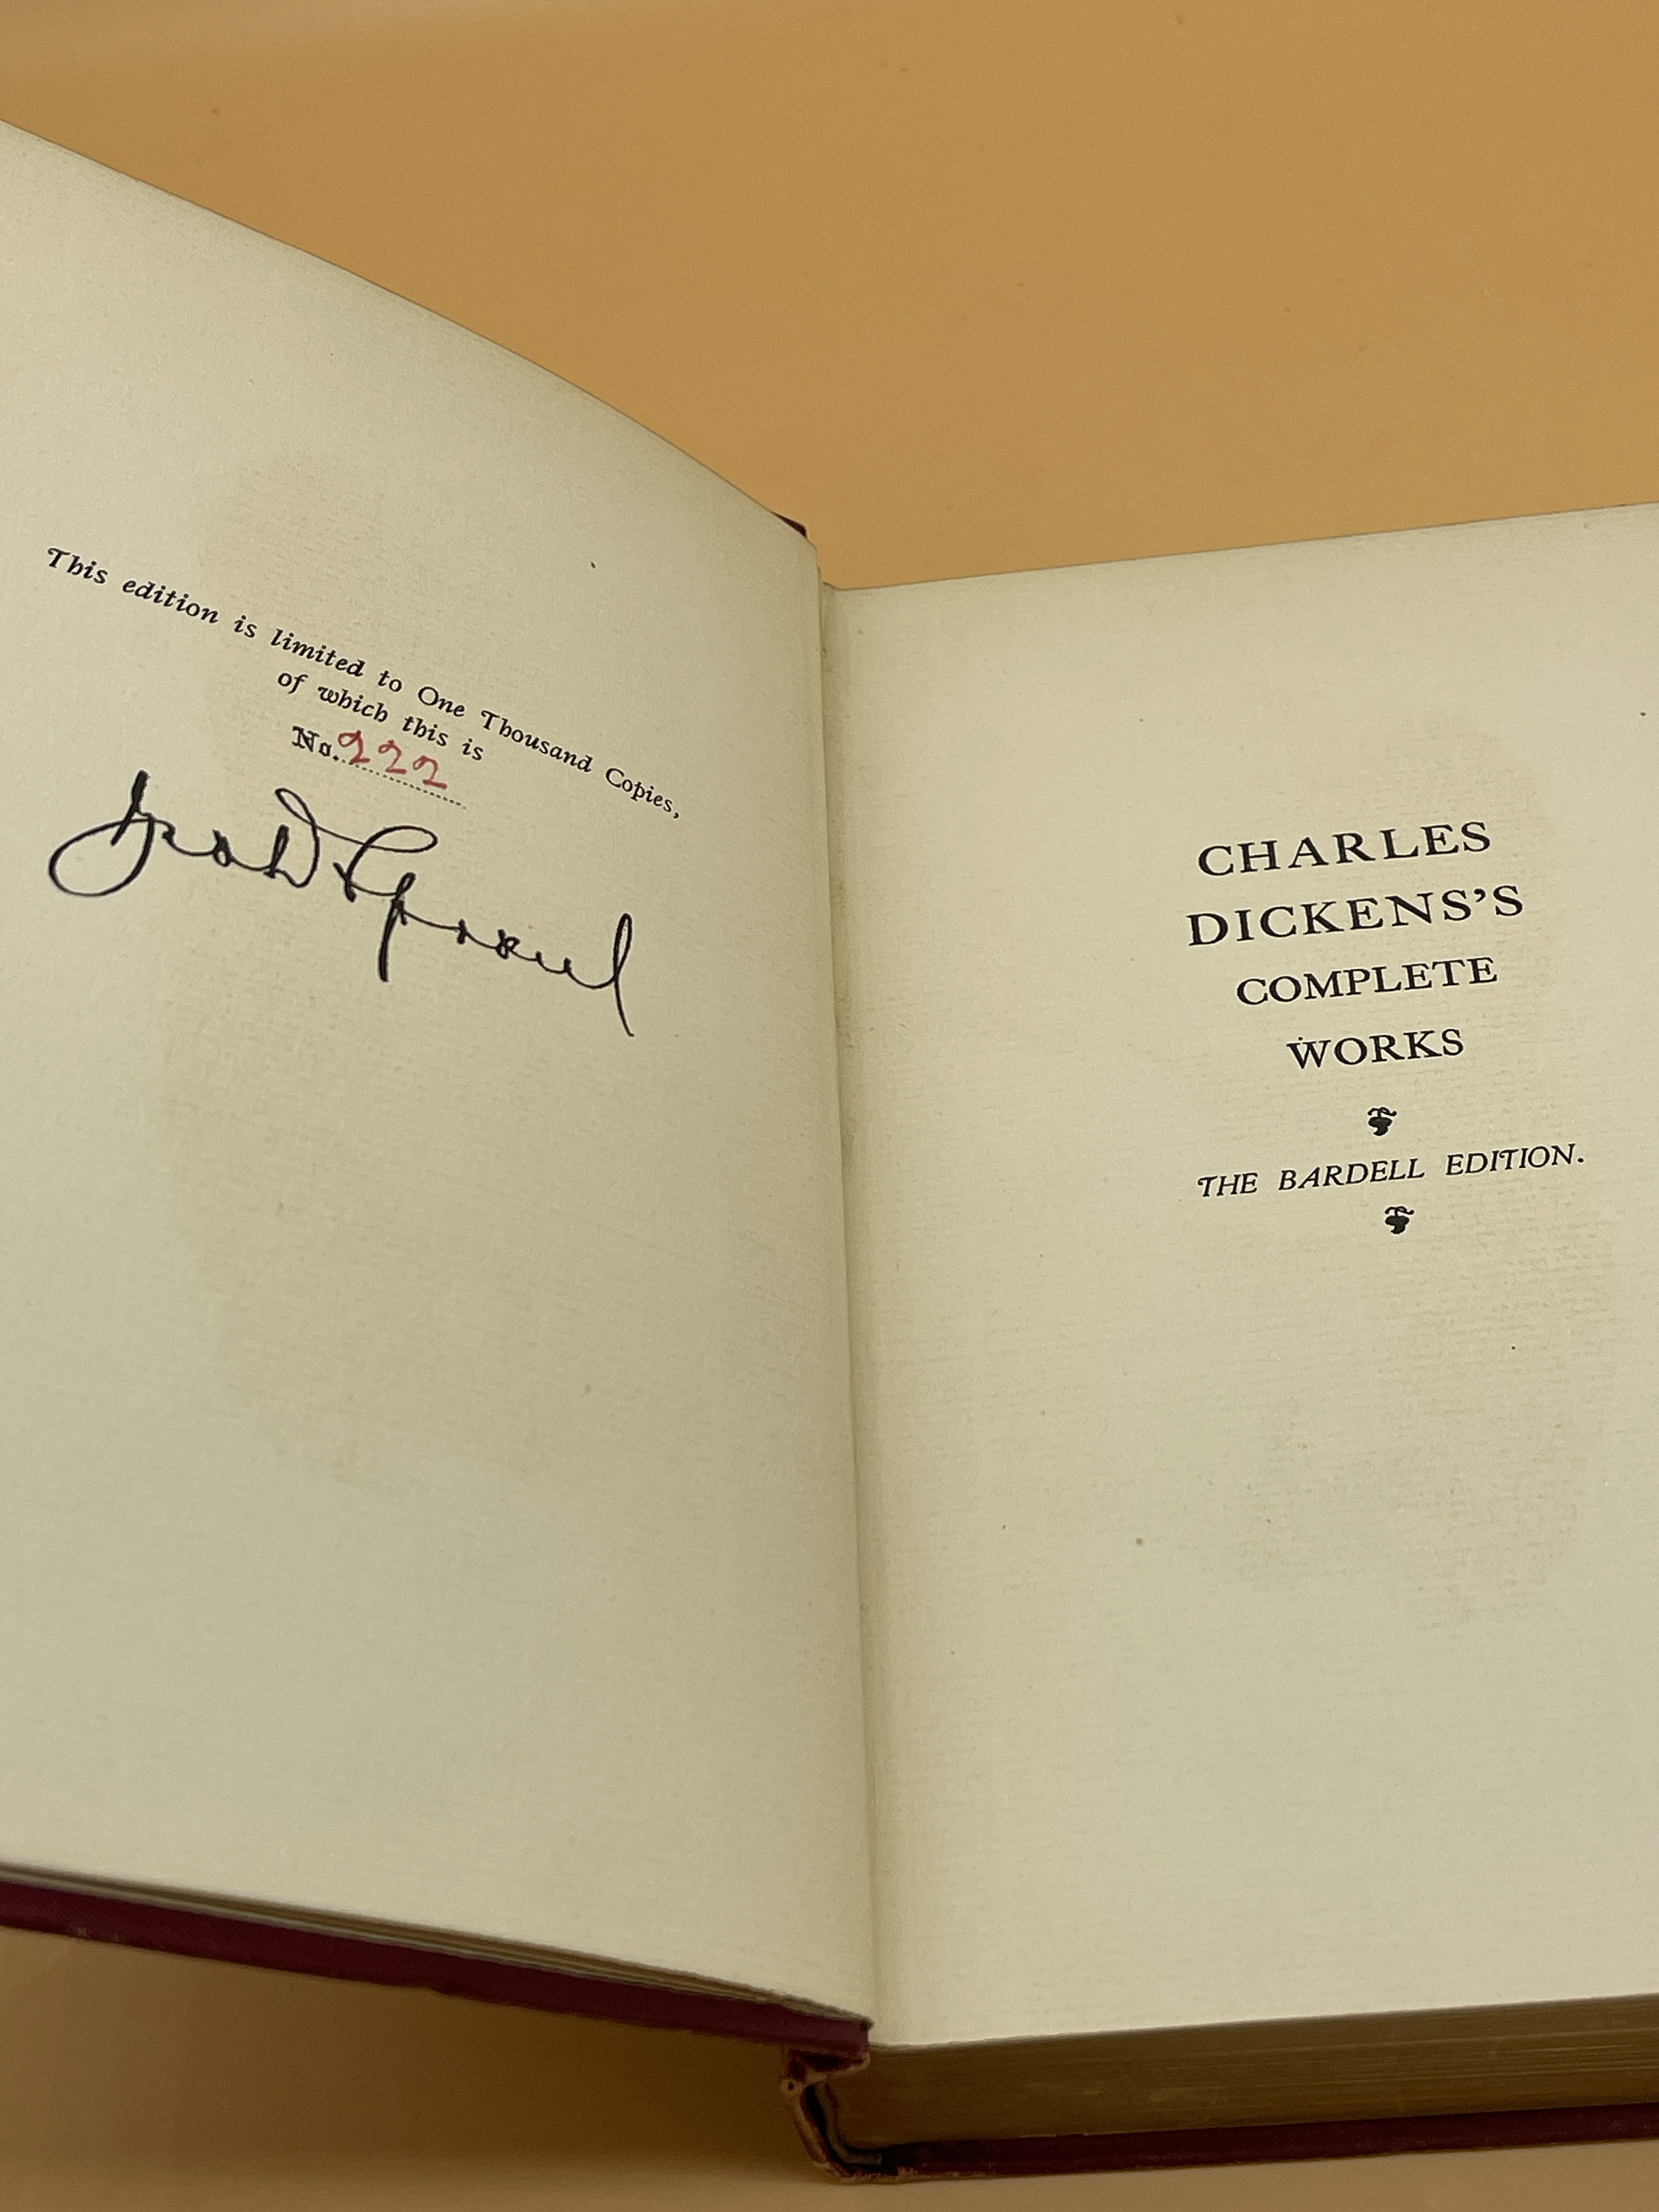 This edition is limited to One Thousand Copies,
of which this is
No. 222
CHARLES
DICKENS'S
COMPLETE
WORKS
THE BARDELL EDITION.